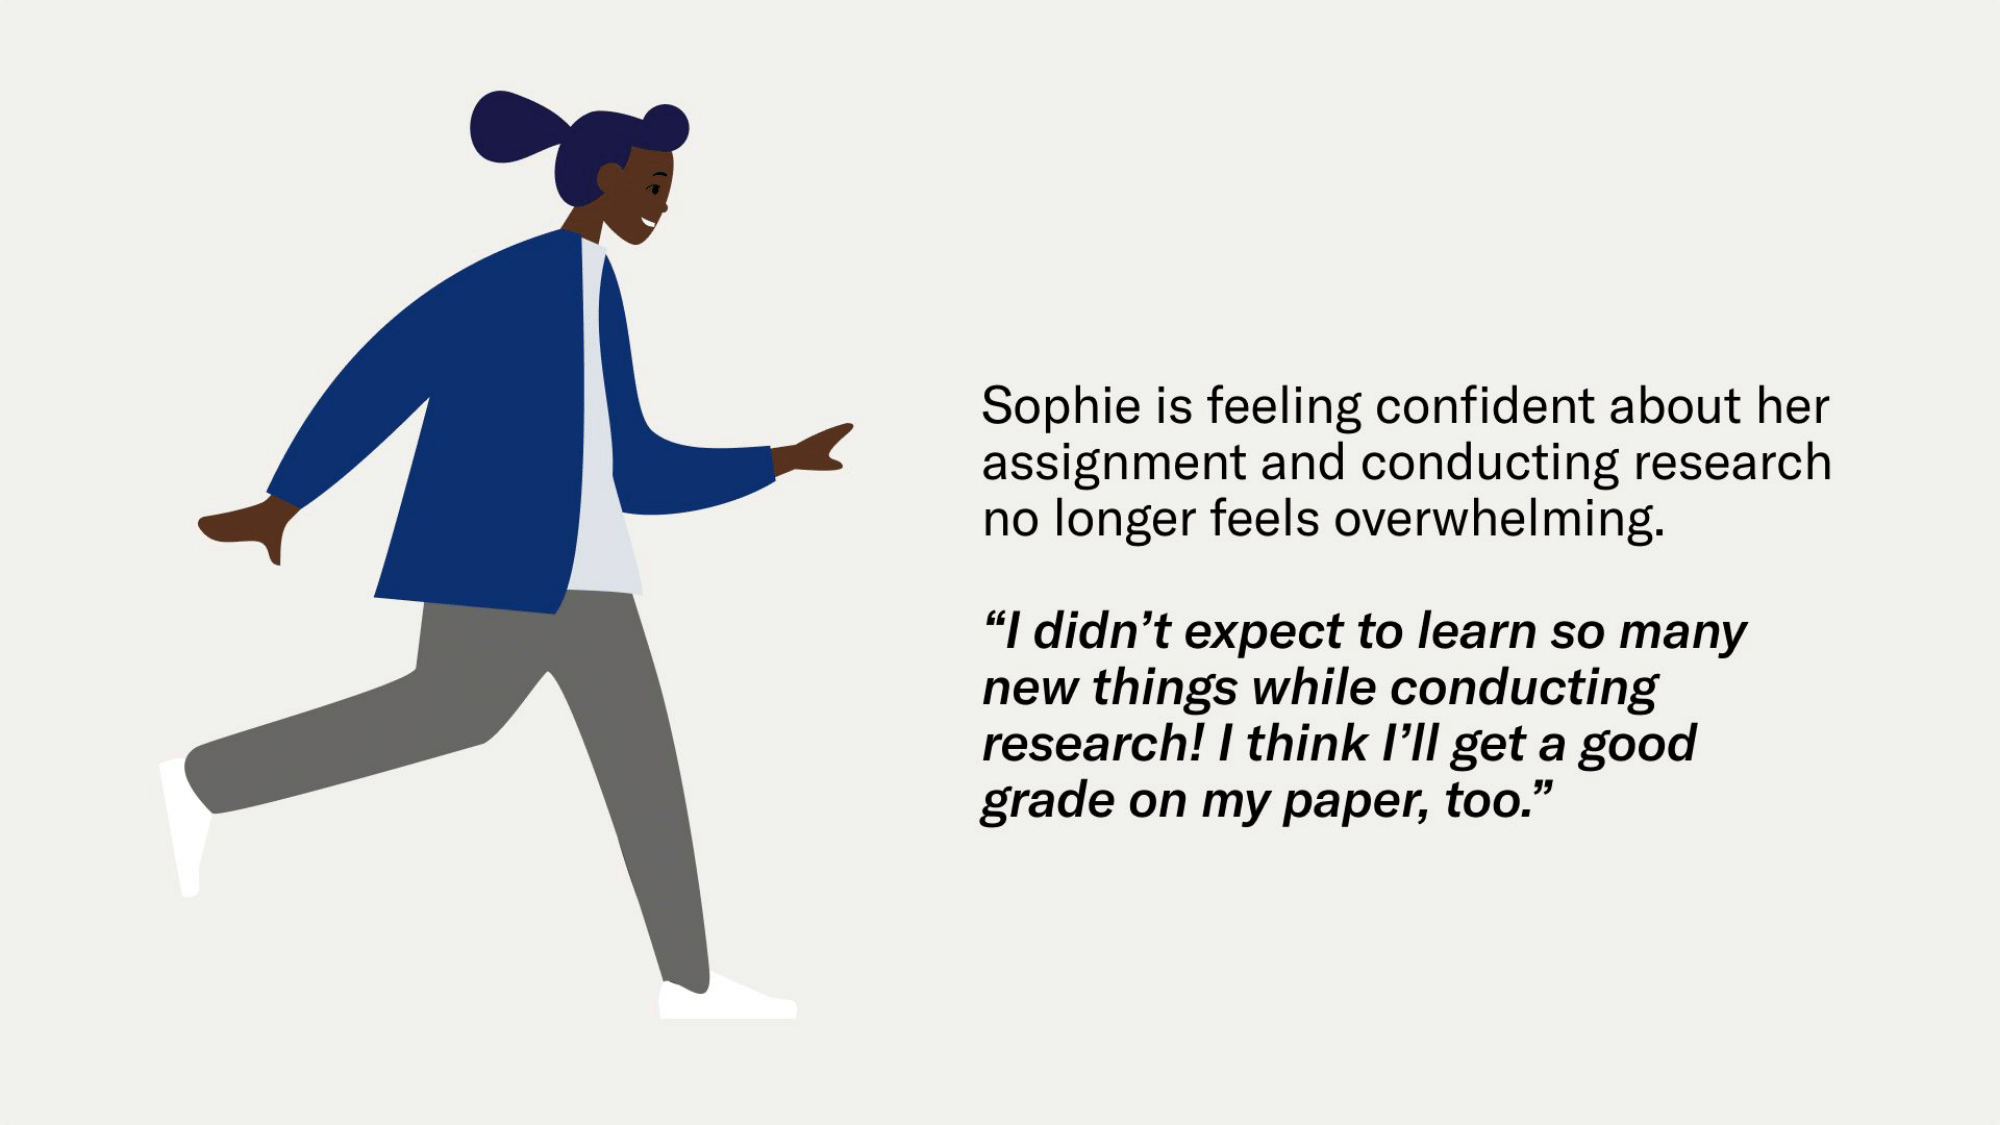 Sophie is feeling confident about her
assignment and conducting research
no longer feels overwhelming.
“I didn’t expect to learn so many
new things while conducting
research! I think I’ll get a good
grade on my paper, too.”